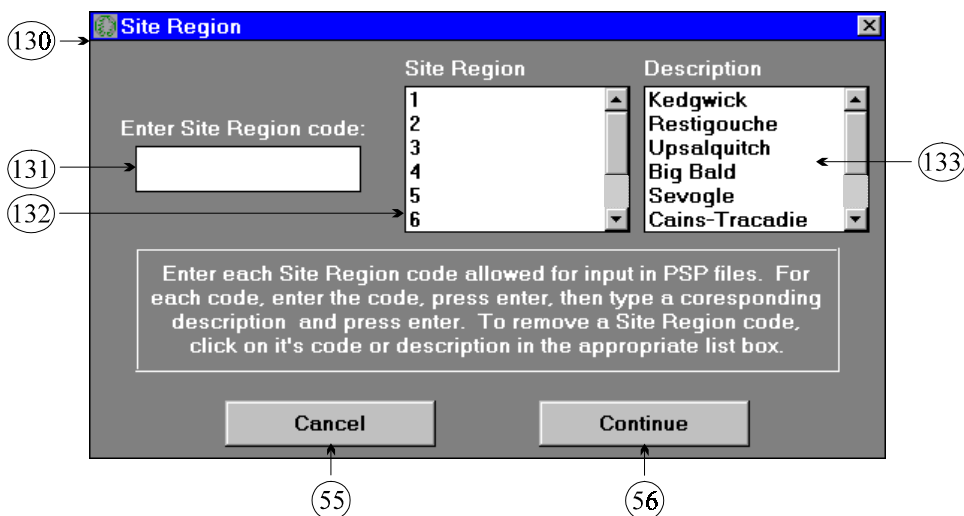 Site Region
130
Site Region
Description
Enter Site Region code:
131
132
1
2
3
4
5
6
Kedgwick
Restigouche
Upsalquitch
Big Bald
Sevogle
Cains-Tracadie
133
Enter each Site Region code allowed for input in PSP files. For
each code, enter the code, press enter, then type a coresponding
description and press enter. To remove a Site Region code,
click on it's code or description in the appropriate list box.
Cancel
Continue
55
56